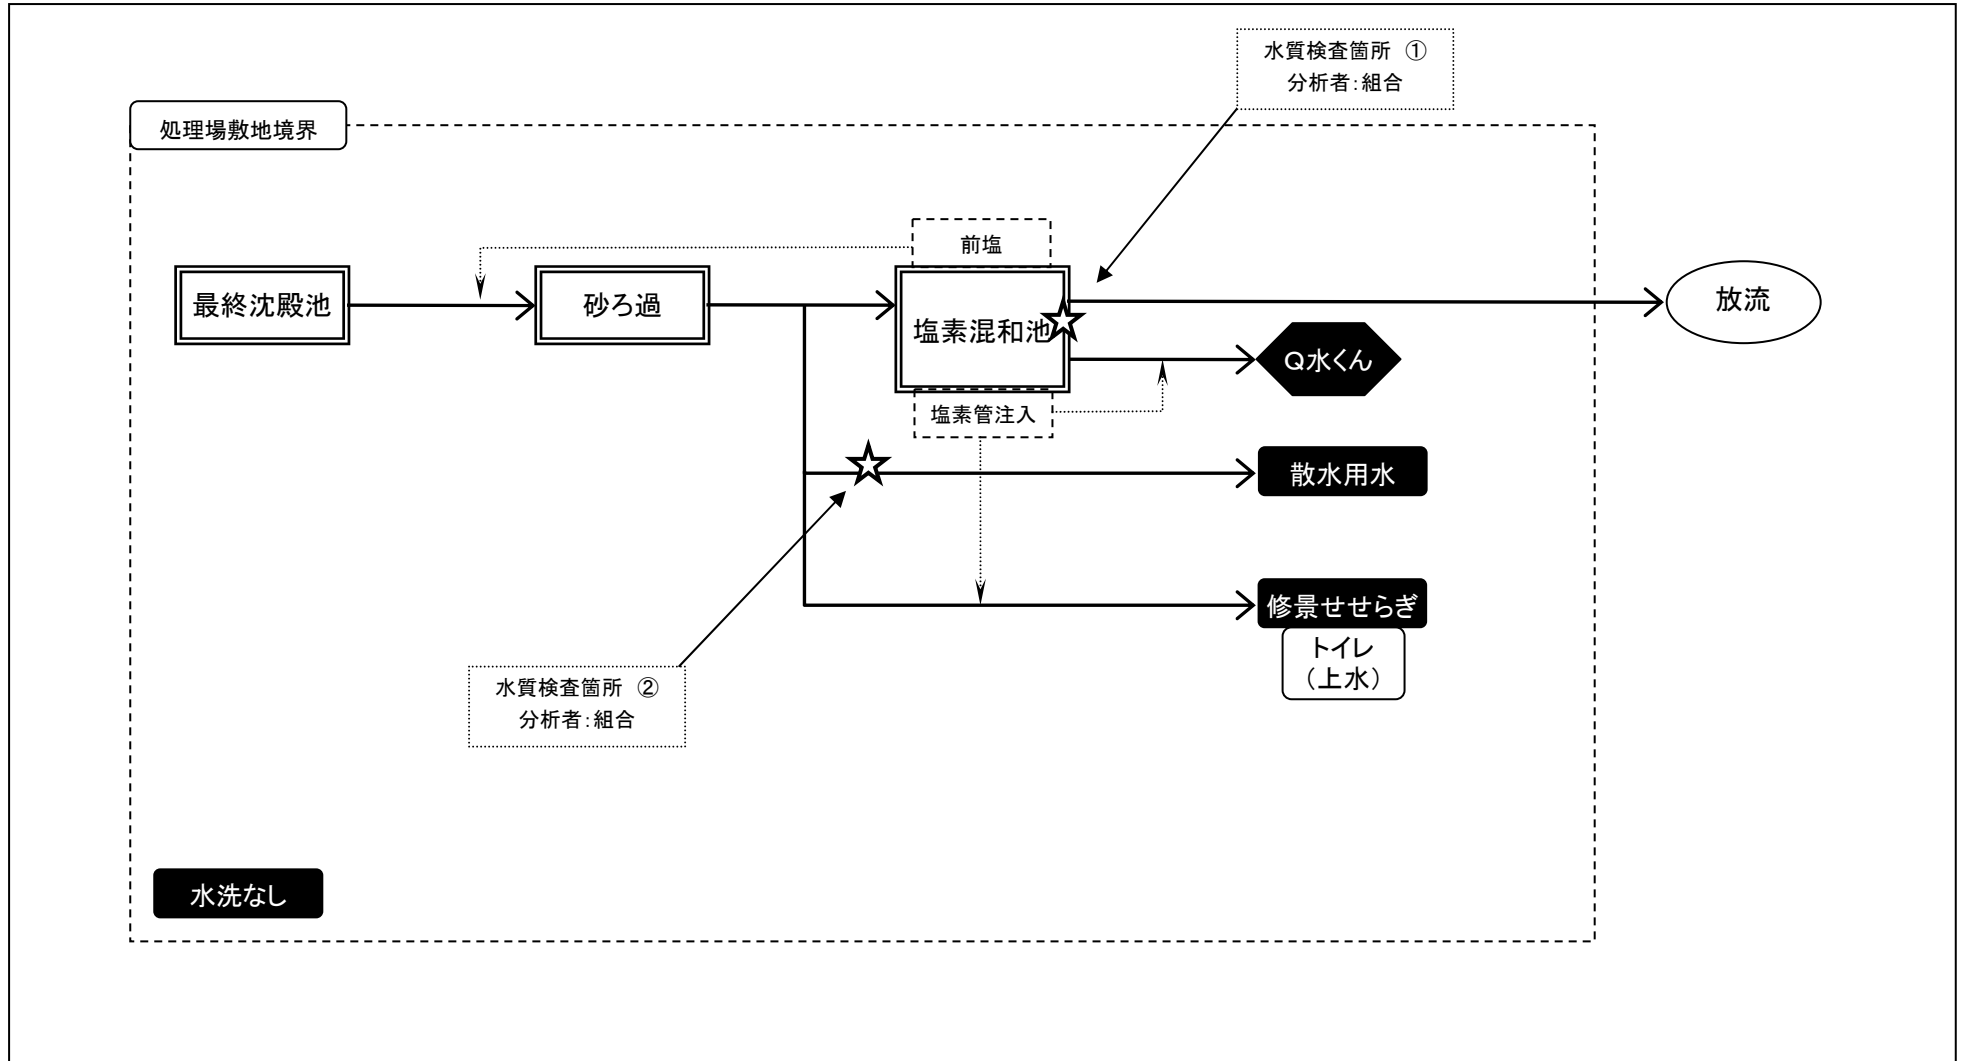 水質検査箇所　①
分析者：組合
処理場敷地境界
前塩
最終沈殿池
砂ろ過
塩素混和池
放流
Ｑ水くん
塩素管注入
散水用水
修景せせらぎ
トイレ
（上水）
水質検査箇所　②
分析者：組合
水洗なし